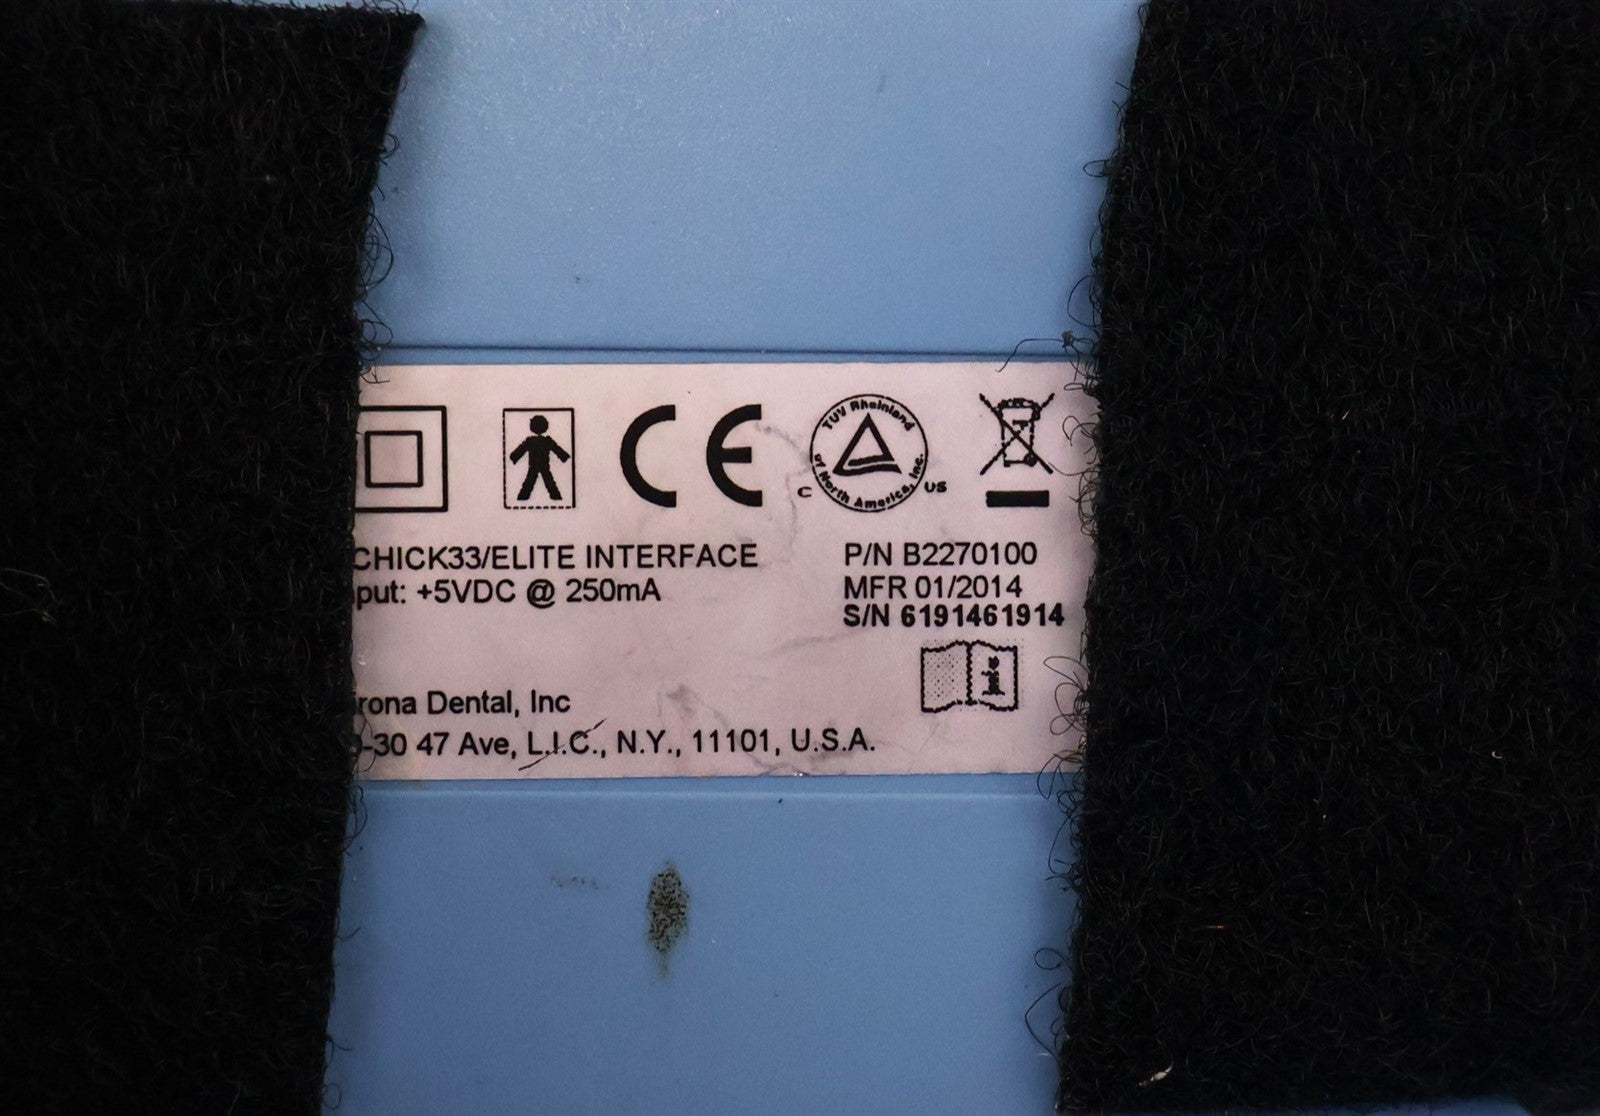 CE
TUV Rheinland
of North America, Inc.
C US
CHICK33/ELITE INTERFACE
put: +5VDC @ 250mA
P/N B2270100
MFR 01/2014
S/N 6191461914
i
rona Dental, Inc
-30 47 Ave, L.I.C., N.Y., 11101, U.S.A.